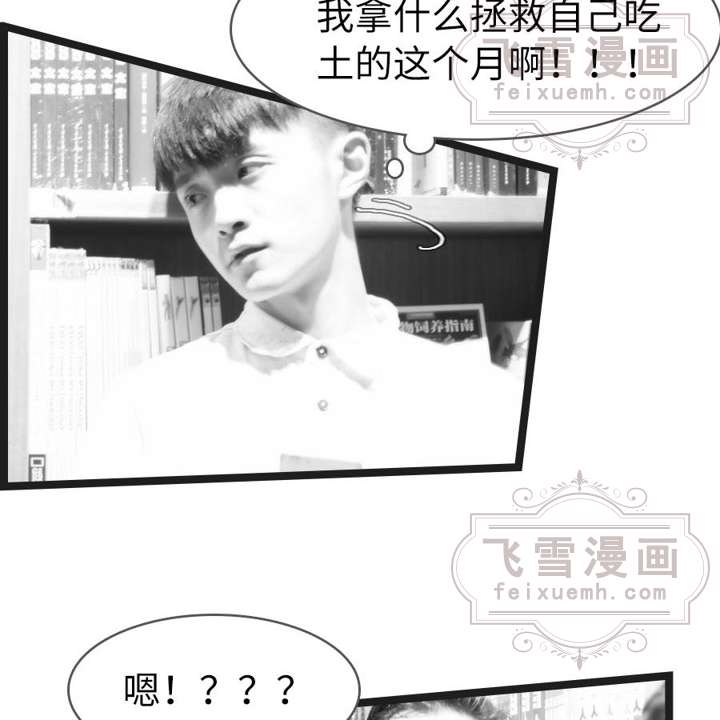 我拿什么拯救自己吃
土的这个月啊！！！
飞雪漫画
feixuemh.com
物饲养指南
飞雪漫画
feixuemh.com
嗯！？？？